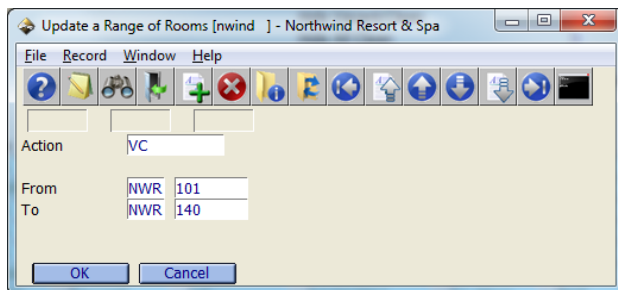 Update a Range of Rooms [nwind   ] - Northwind Resort & Spa
File Record Window Help
Action VC
From NWR 101
To NWR 140
OK Cancel